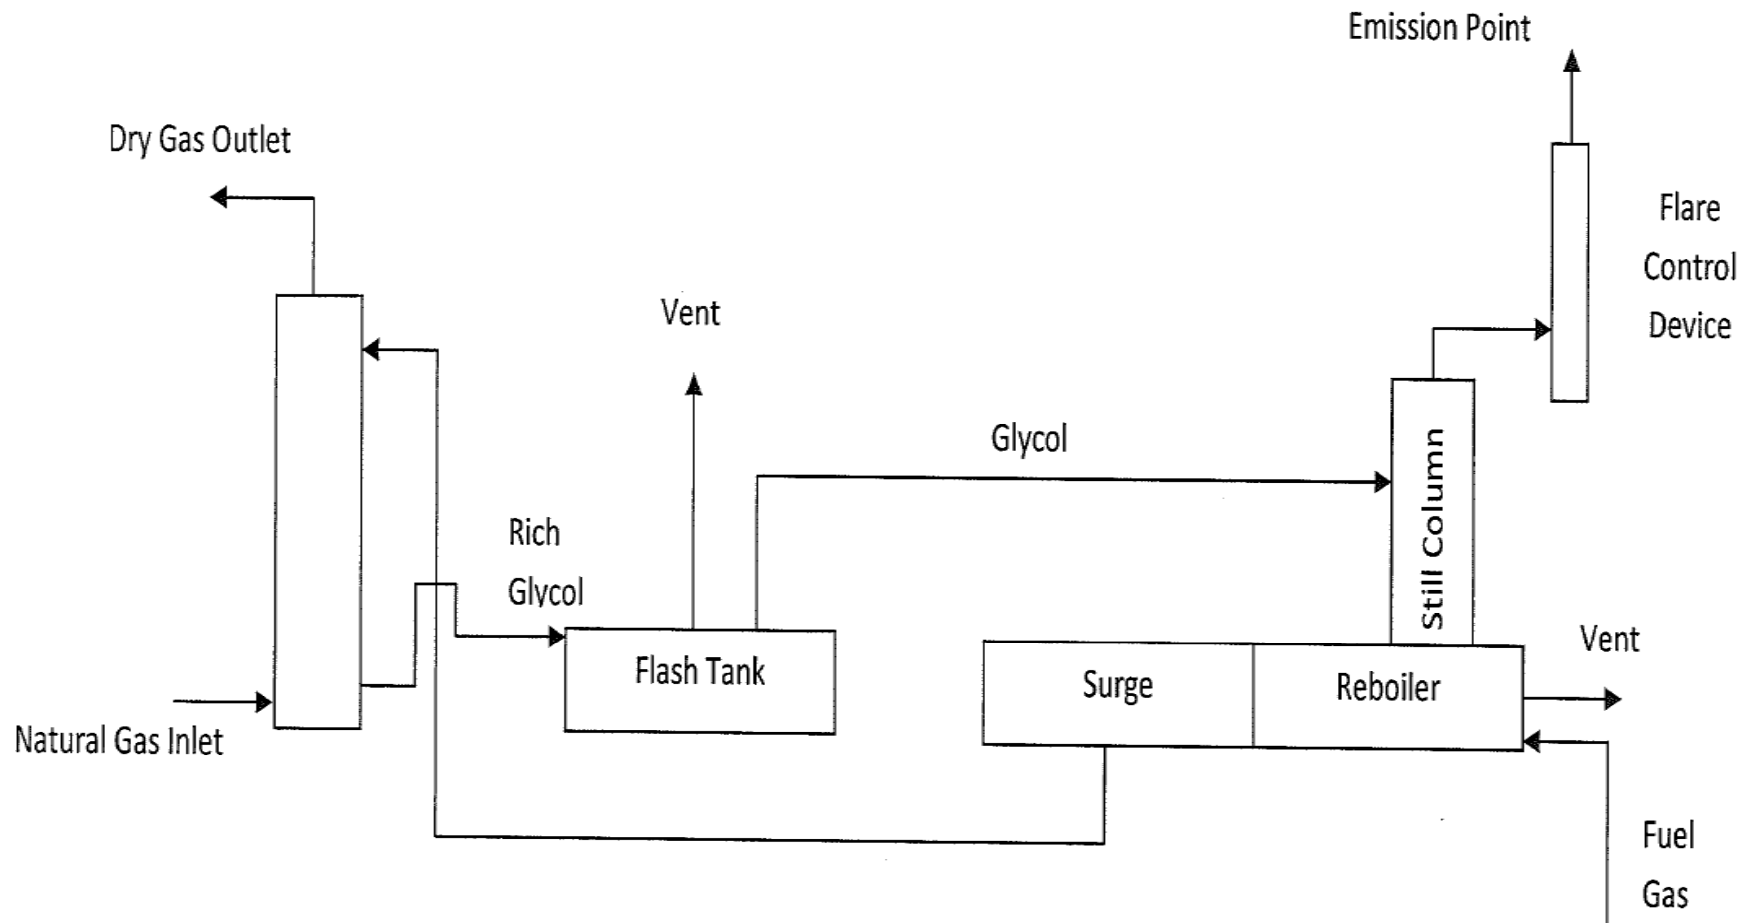 Emission Point
Dry Gas Outlet
Flare
Control
Device
Vent
Glycol
Still Column
Rich
Glycol
Vent
Flash Tank
Surge
Reboiler
Natural Gas Inlet
Fuel
Gas